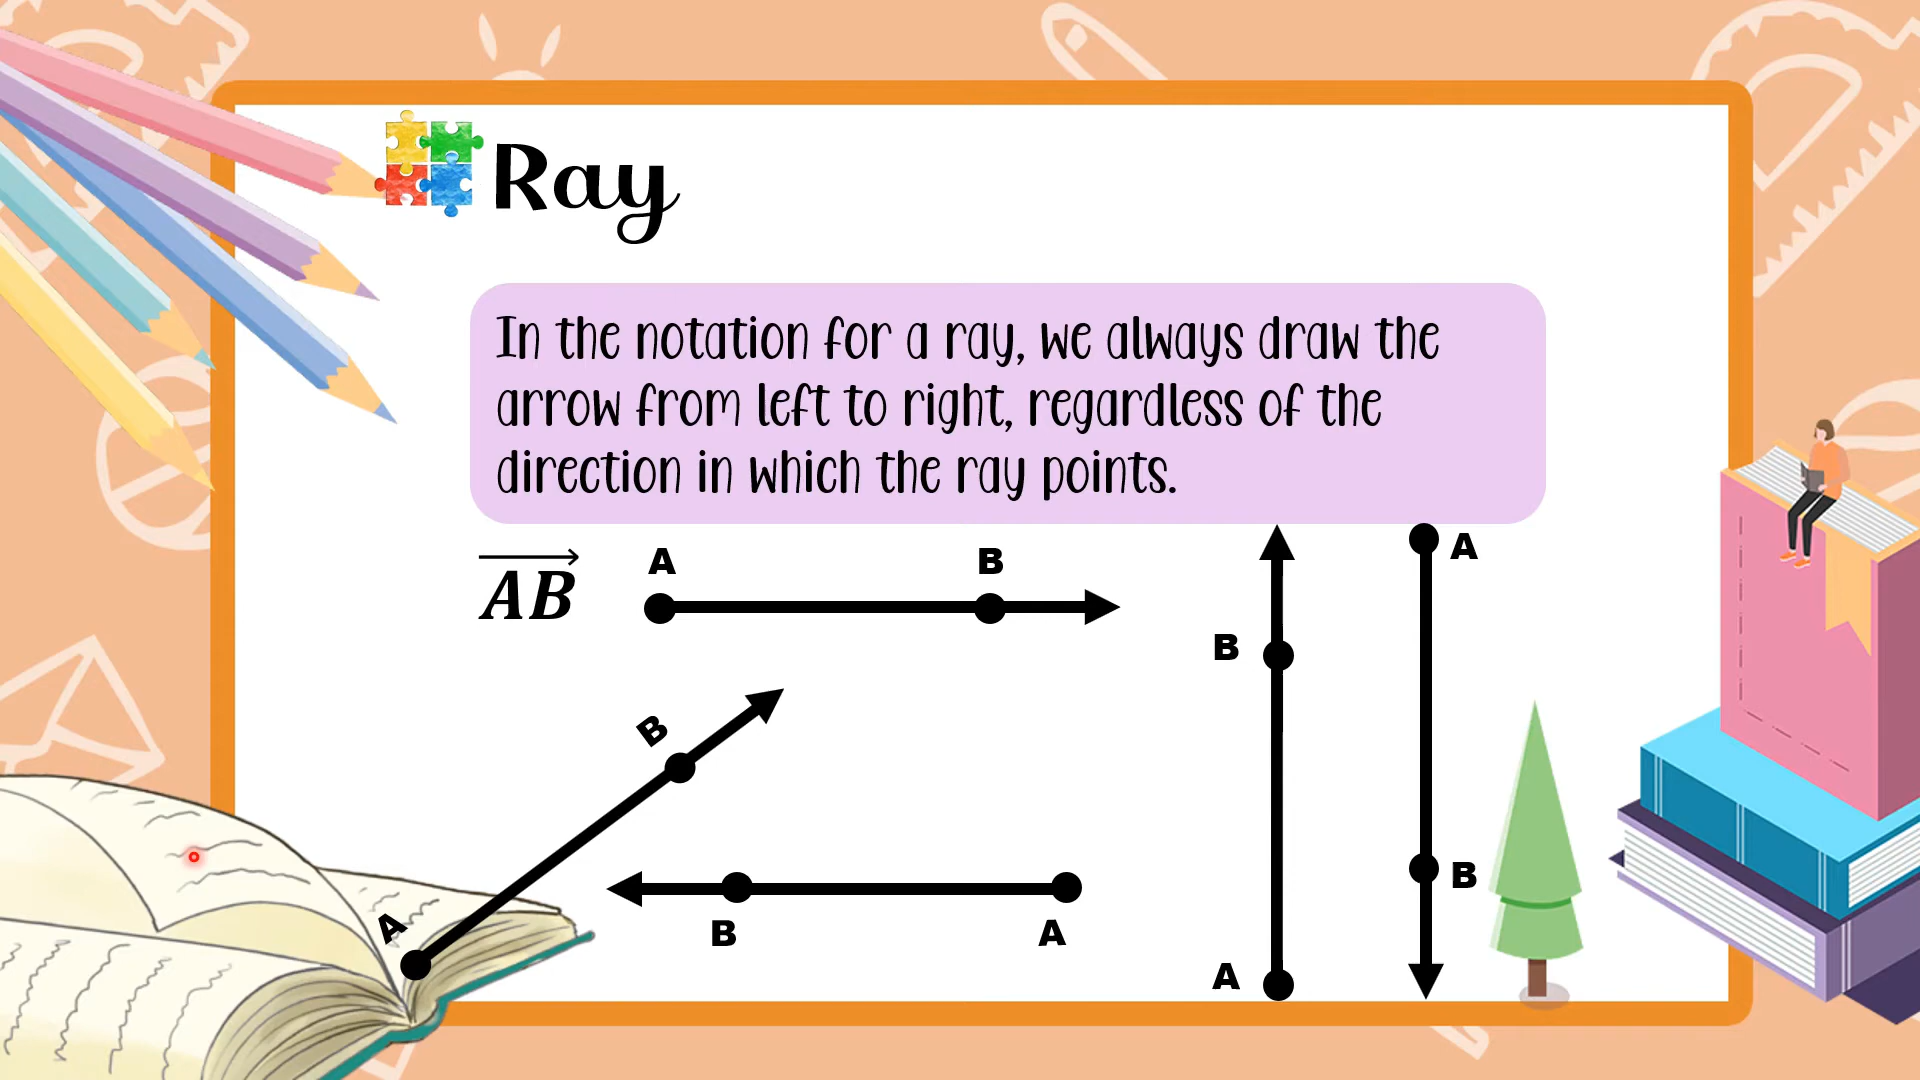 Ray
In the notation for a ray, we always draw the
arrow from left to right, regardless of the
direction in which the ray points.
AB
A B
B A
B A
B A
A B